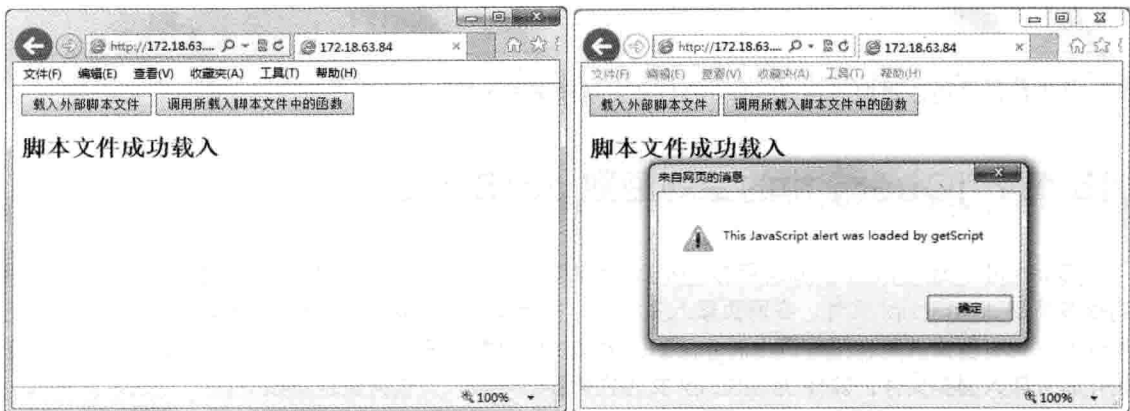 http://172.18.63....
172.18.63.84
文件(F) 编辑(E) 查看(V) 收藏夹(A) 工具(T) 帮助(H)
载入外部脚本文件 调用所载入脚本文件中的函数
脚本文件成功载入
100%
http://172.18.63....
172.18.63.84
文件(F) 编辑(E) 查看(V) 收藏夹(A) 工具(T) 帮助(H)
载入外部脚本文件 调用所载入脚本文件中的函数
脚本文件成功载入
来自网页的消息
This JavaScript alert was loaded by getScript
确定
100%